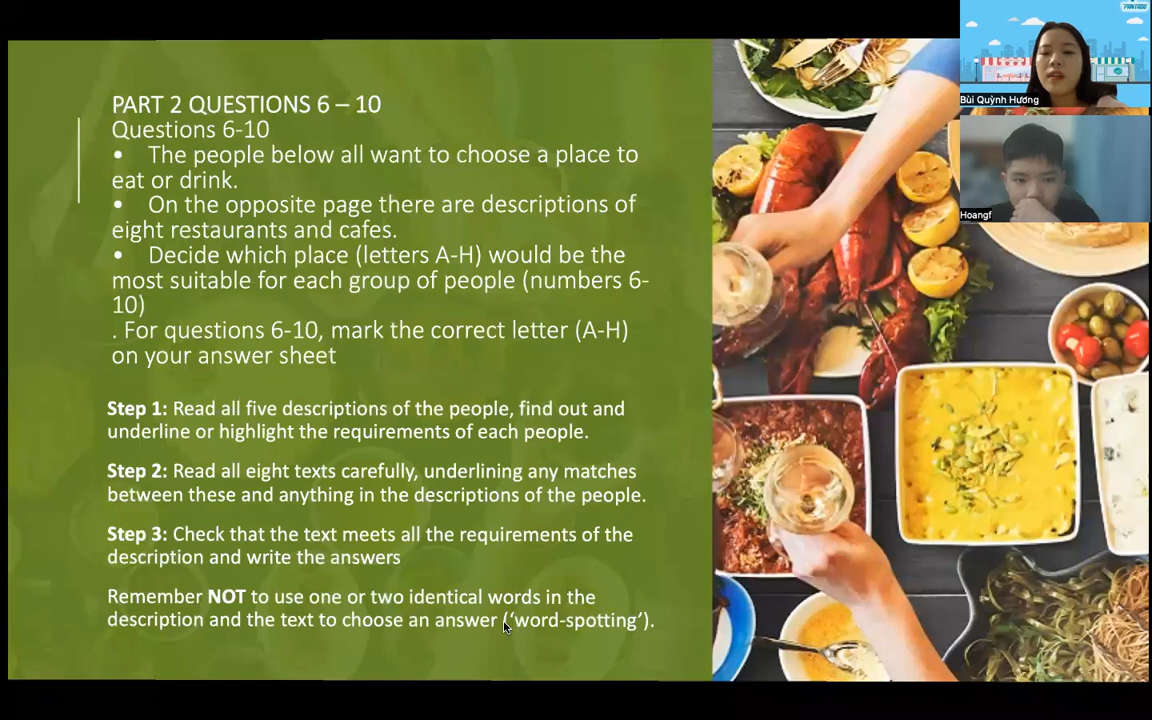 PART 2 QUESTIONS 6 – 10
Questions 6-10
• The people below all want to choose a place to
eat or drink.
• On the opposite page there are descriptions of
eight restaurants and cafes.
• Decide which place (letters A-H) would be the
most suitable for each group of people (numbers 6-
10)
. For questions 6-10, mark the correct letter (A-H)
on your answer sheet
Step 1: Read all five descriptions of the people, find out and
underline or highlight the requirements of each people.
Step 2: Read all eight texts carefully, underlining any matches
between these and anything in the descriptions of the people.
Step 3: Check that the text meets all the requirements of the
description and write the answers
Remember NOT to use one or two identical words in the
description and the text to choose an answer (‘word-spotting’).
PANTADO
Bùi Quỳnh Hương
Hoangf